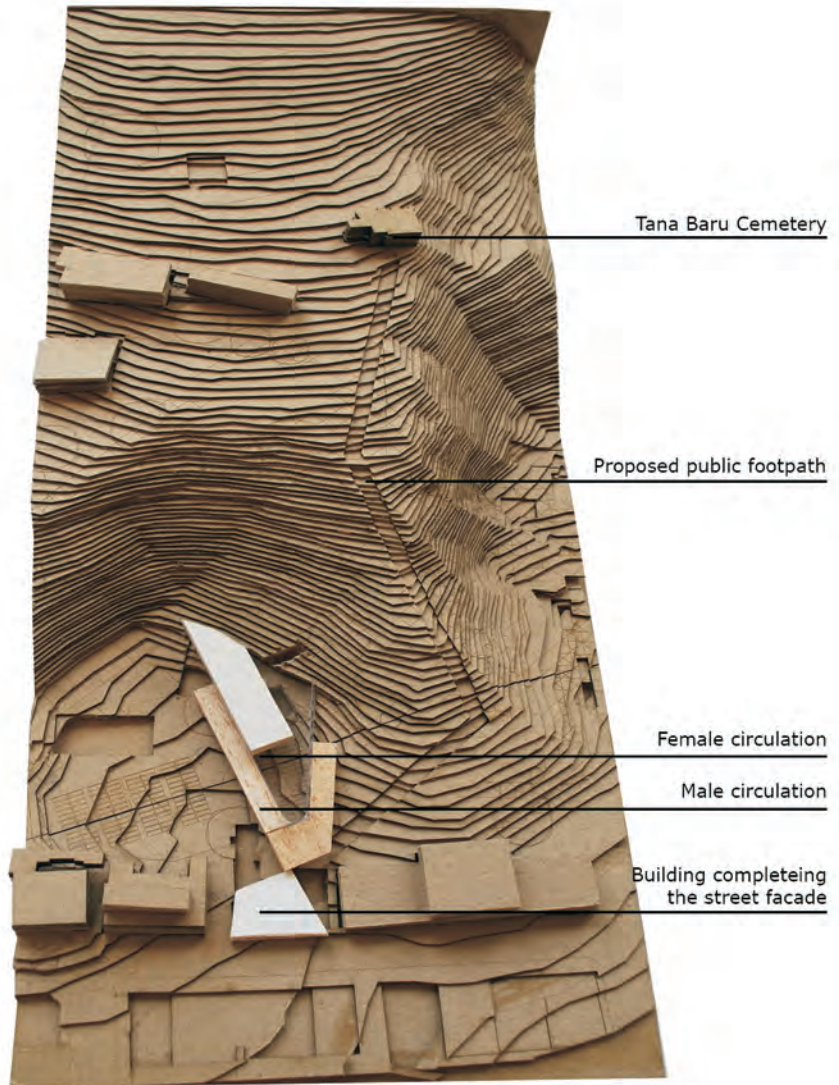 Tana Baru Cemetery
Proposed public footpath
Female circulation
Male circulation
Building completeing
the street facade